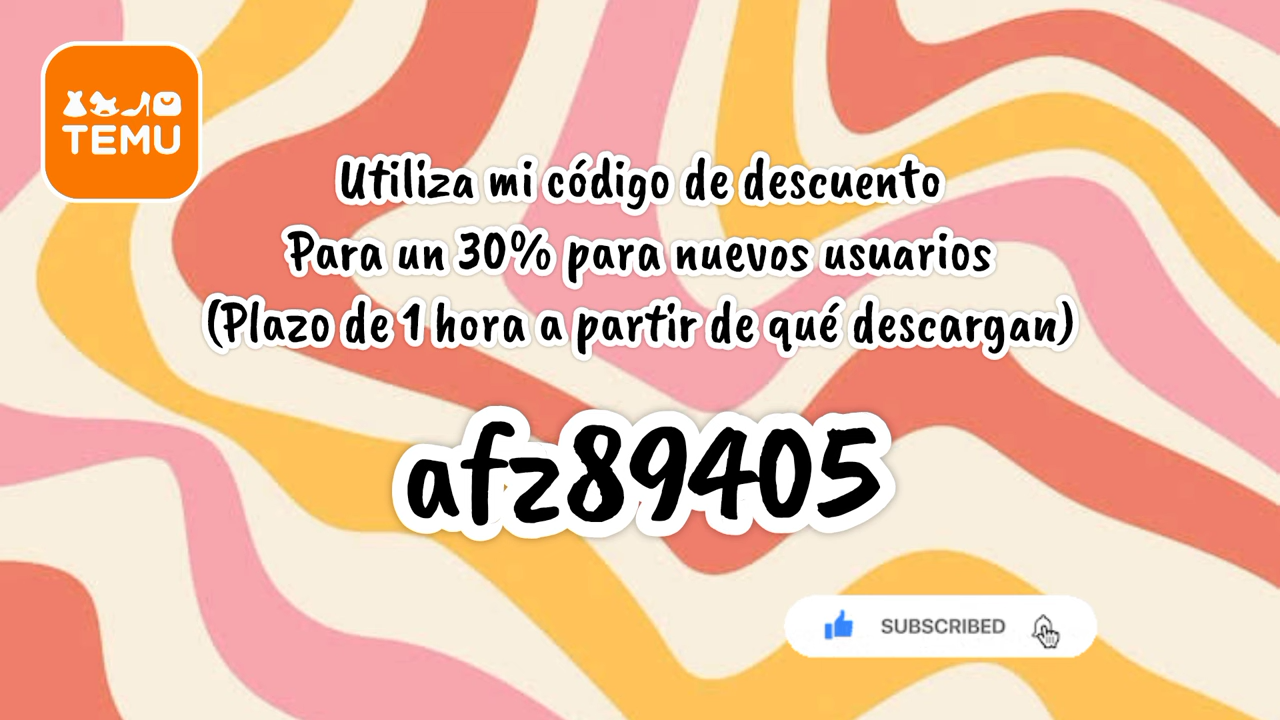 TEMU
Utiliza mi código de descuento
Para un 30% para nuevos usuarios
(Plazo de 1 hora a partir de qué descargan)
afz89405
SUBSCRIBED